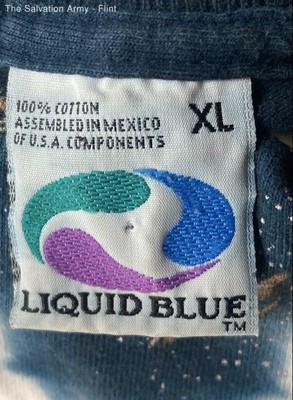 The Salvation Army - Flint
100% COTTON
ASSEMBLED IN MEXICO
OF U.S.A. COMPONENTS
XL
LIQUID BLUE
TM